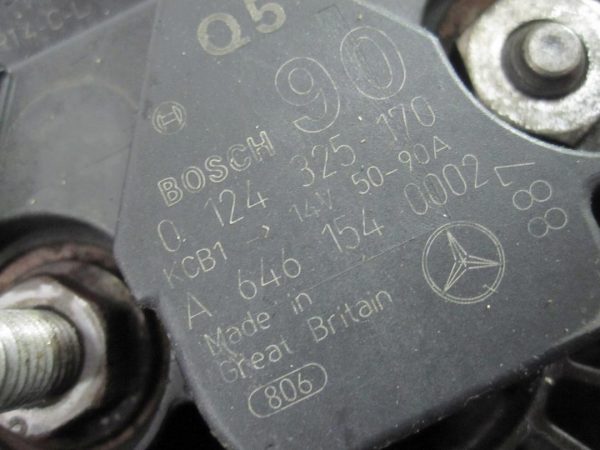 Q5
90
BOSCH
0 124 325 170
KCB1 → 14V 50-90A
A 646 154 0002
881
Made in
Great Britain
806